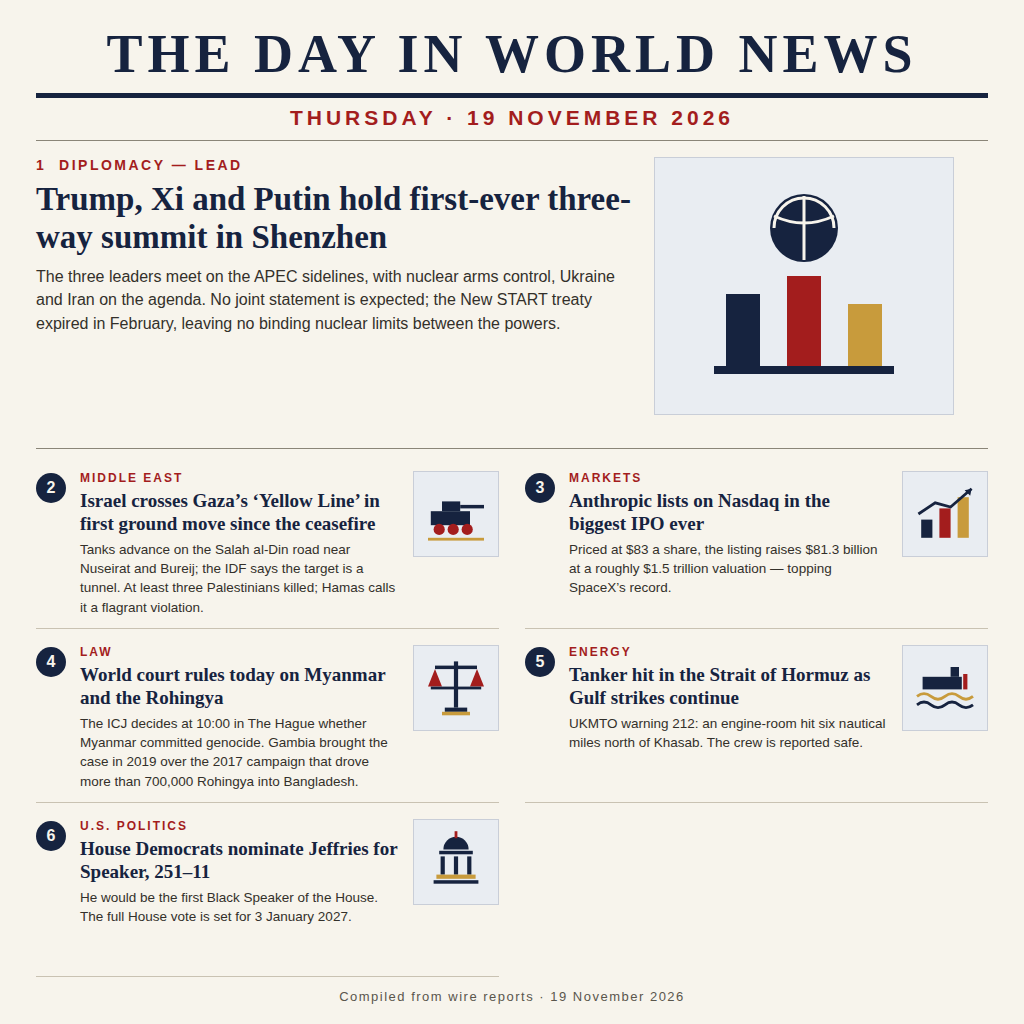 THE DAY IN WORLD NEWS
THURSDAY · 19 NOVEMBER 2026
1 DIPLOMACY — LEAD
Trump, Xi and Putin hold first-ever three-
way summit in Shenzhen
The three leaders meet on the APEC sidelines, with nuclear arms control, Ukraine
and Iran on the agenda. No joint statement is expected; the New START treaty
expired in February, leaving no binding nuclear limits between the powers.
2
MIDDLE EAST
Israel crosses Gaza’s ‘Yellow Line’ in
first ground move since the ceasefire
Tanks advance on the Salah al-Din road near
Nuseirat and Bureij; the IDF says the target is a
tunnel. At least three Palestinians killed; Hamas calls
it a flagrant violation.
3
MARKETS
Anthropic lists on Nasdaq in the
biggest IPO ever
Priced at $83 a share, the listing raises $81.3 billion
at a roughly $1.5 trillion valuation — topping
SpaceX’s record.
4
LAW
World court rules today on Myanmar
and the Rohingya
The ICJ decides at 10:00 in The Hague whether
Myanmar committed genocide. Gambia brought the
case in 2019 over the 2017 campaign that drove
more than 700,000 Rohingya into Bangladesh.
5
ENERGY
Tanker hit in the Strait of Hormuz as
Gulf strikes continue
UKMTO warning 212: an engine-room hit six nautical
miles north of Khasab. The crew is reported safe.
6
U.S. POLITICS
House Democrats nominate Jeffries for
Speaker, 251–11
He would be the first Black Speaker of the House.
The full House vote is set for 3 January 2027.
Compiled from wire reports · 19 November 2026